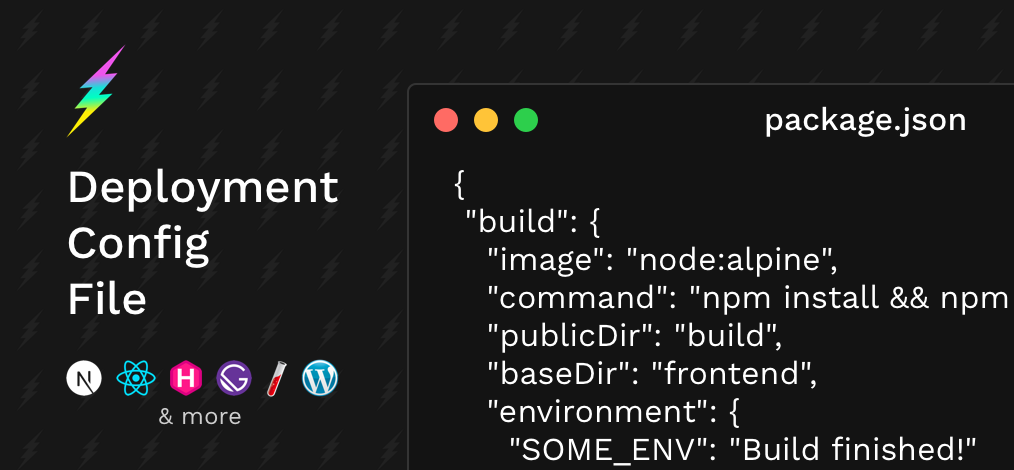 Deployment
Config
File
& more
package.json
{
"build": {
"image": "node:alpine",
"command": "npm install && npm
"publicDir": "build",
"baseDir": "frontend",
"environment": {
"SOME_ENV": "Build finished!"